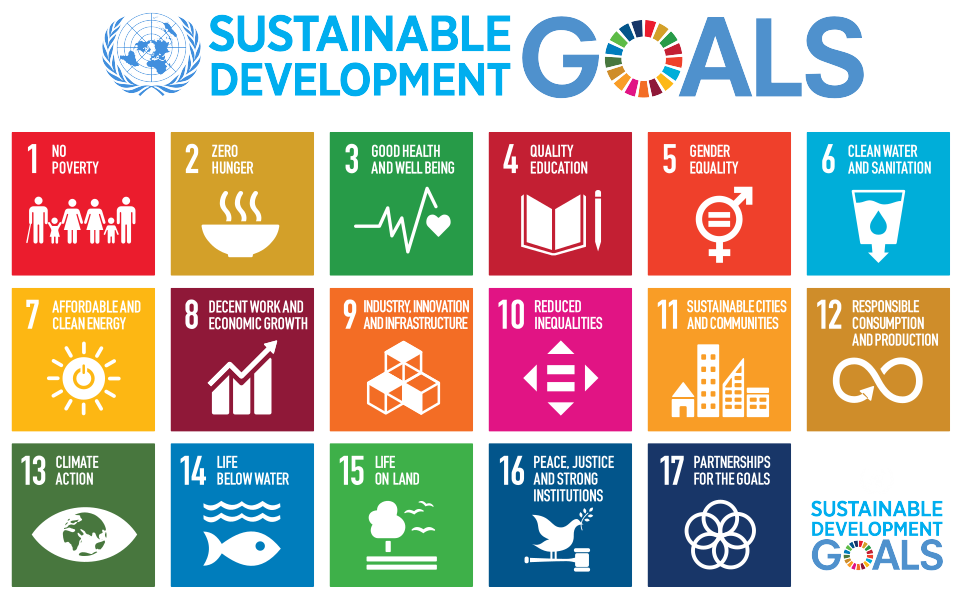 SUSTAINABLE
DEVELOPMENT
GOALS
1 NO
POVERTY
2 ZERO
HUNGER
3 GOOD HEALTH
AND WELL BEING
4 QUALITY
EDUCATION
5 GENDER
EQUALITY
6 CLEAN WATER
AND SANITATION
7 AFFORDABLE AND
CLEAN ENERGY
8 DECENT WORK AND
ECONOMIC GROWTH
9 INDUSTRY, INNOVATION
AND INFRASTRUCTURE
10 REDUCED
INEQUALITIES
11 SUSTAINABLE CITIES
AND COMMUNITIES
12 RESPONSIBLE
CONSUMPTION
AND PRODUCTION
13 CLIMATE
ACTION
14 LIFE
BELOW WATER
15 LIFE
ON LAND
16 PEACE, JUSTICE
AND STRONG
INSTITUTIONS
17 PARTNERSHIPS
FOR THE GOALS
SUSTAINABLE
DEVELOPMENT
GOALS